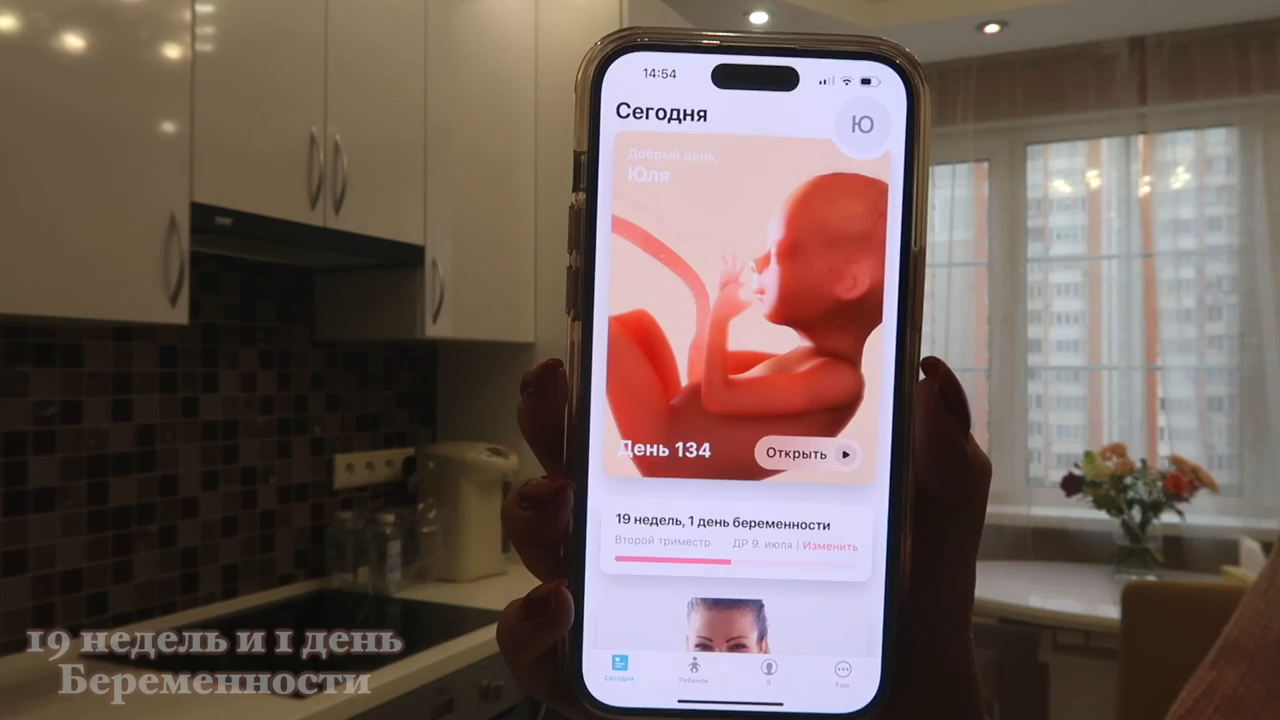 14:54
Сегодня
Ю
Добрый день,
Юля
День 134
Открыть
19 недель, 1 день беременности
Второй триместр ДР 9. июля | Изменить
Сегодня
Ребенок
Я
19 недель и 1 день
Беременности